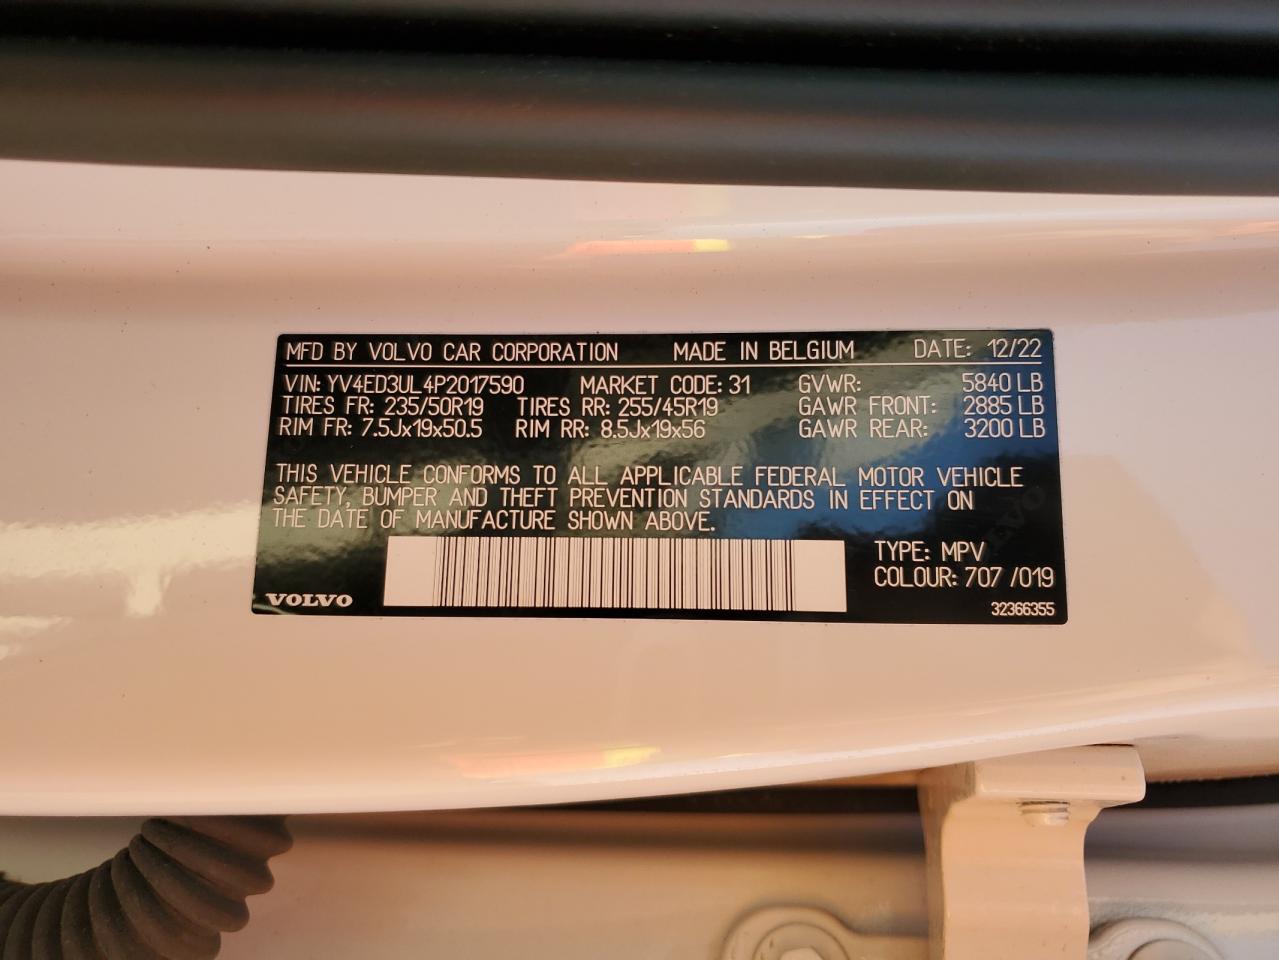 MFD BY VOLVO CAR CORPORATION MADE IN BELGIUM DATE: 12/22
VIN: YV4ED3UL4P2017590 MARKET CODE: 31 GVWR: 5840 LB
TIRES FR: 235/50R19 TIRES RR: 255/45R19 GAWR FRONT: 2885 LB
RIM FR: 7.5Jx19x50.5 RIM RR: 8.5Jx19x56 GAWR REAR: 3200 LB
THIS VEHICLE CONFORMS TO ALL APPLICABLE FEDERAL MOTOR VEHICLE
SAFETY, BUMPER AND THEFT PREVENTION STANDARDS IN EFFECT ON
THE DATE OF MANUFACTURE SHOWN ABOVE.
TYPE: MPV
COLOUR: 707 /019
VOLVO
32366355